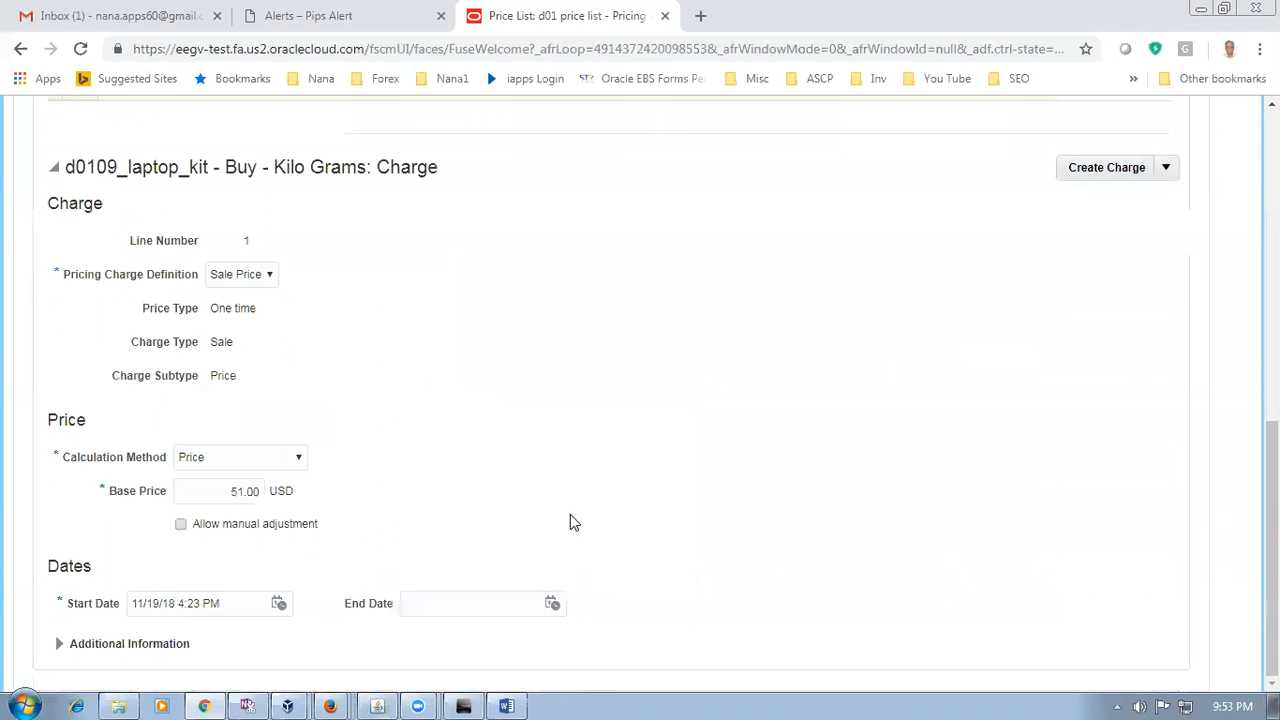 Inbox (1) - nana.apps60@gmail.c
Alerts – Pips Alert
Price List: d01 price list - Pricing
https://eegv-test.fa.us2.oraclecloud.com/fscmUI/faces/FuseWelcome?_afrLoop=49143724200985​53&_afrWindowMode=0&_afrWindowId=null&_adf.ctrl-state=...
Apps
Suggested Sites
Bookmarks
Nana
Forex
Nana1
iapps Login
Oracle EBS Forms Pe
Misc
ASCP
Inv
You Tube
SEO
»
Other bookmarks
d0109_laptop_kit - Buy - Kilo Grams: Charge
Create Charge
Charge
Line Number 1
* Pricing Charge Definition Sale Price
Price Type One time
Charge Type Sale
Charge Subtype Price
Price
* Calculation Method Price
* Base Price 51.00 USD
Allow manual adjustment
Dates
* Start Date 11/19/18 4:23 PM End Date
Additional Information
9:53 PM